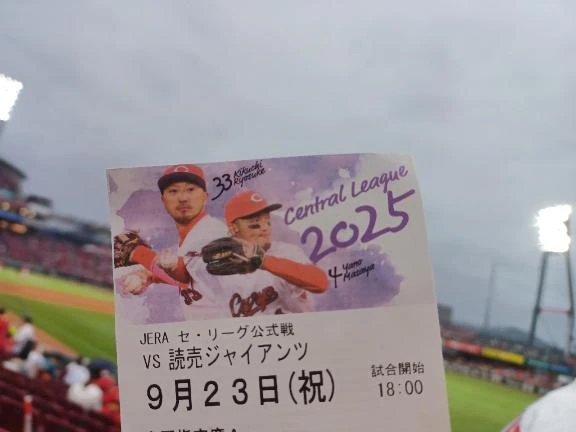 33 Kikuchi
Ryosuke
Central League
2025
4 Yano
Masaya
Carp
JERA セ・リーグ公式戦
VS 読売ジャイアンツ
9月23日(祝)
試合開始
18:00